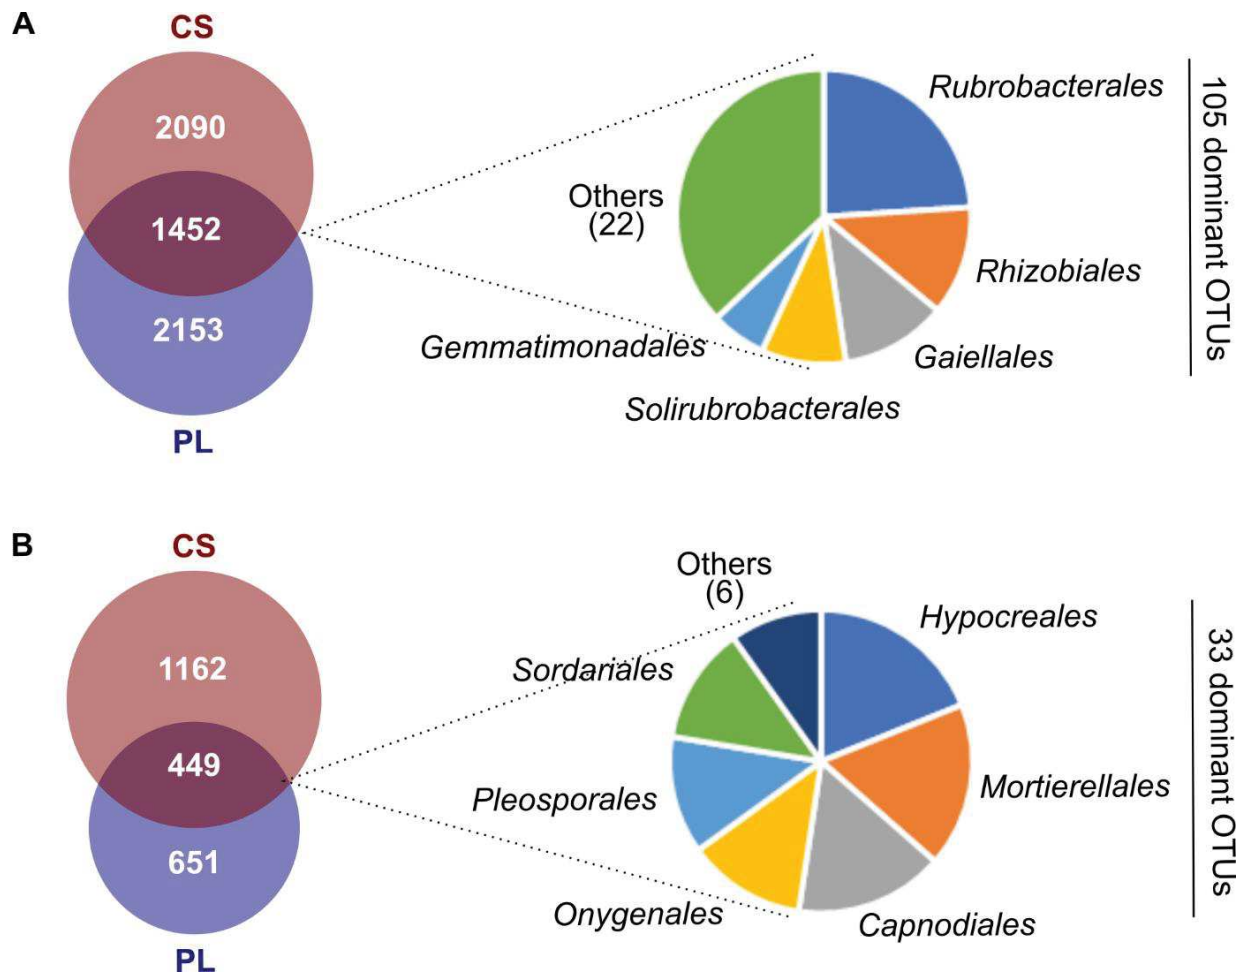 A
CS
2090
1452
2153
PL
Rubrobacterales
Others
(22)
Rhizobiales
Gemmatimonadales
Gaiellales
Solirubrobacterales
105 dominant OTUs
B
CS
1162
449
651
PL
Others
(6)
Hypocreales
Sordariales
Pleosporales
Mortierellales
Onygenales
Capnodiales
33 dominant OTUs